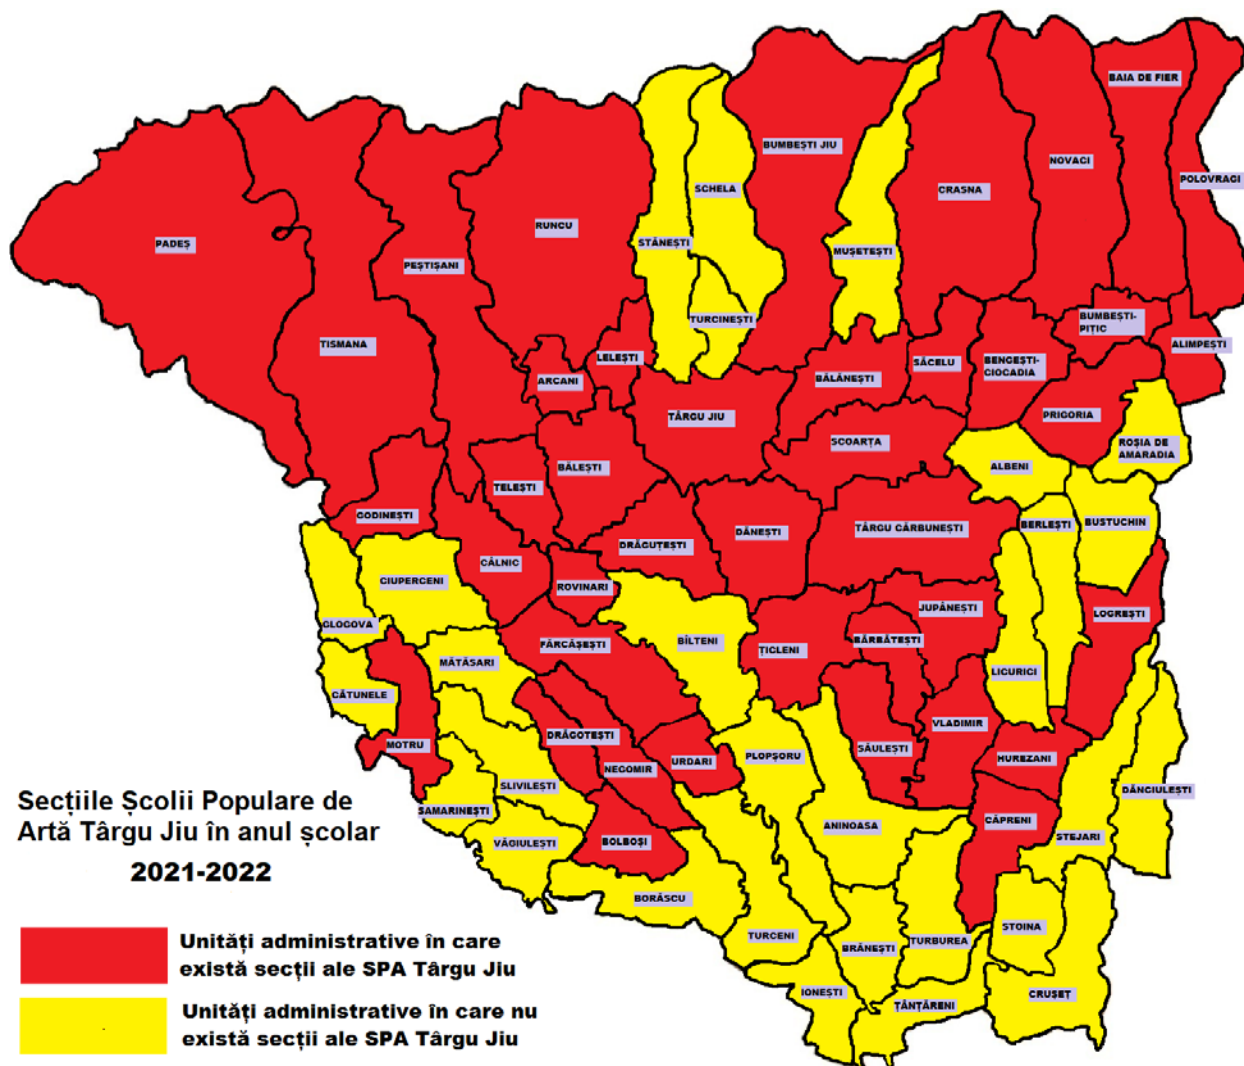 BAIA DE FIER
BUMBEȘTI JIU
NOVACI
POLOVRAGI
SCHELA
CRASNA
RUNCU
PADEȘ
STĂNEȘTI
MUȘETEȘTI
PEȘTIȘANI
TURCINEȘTI
BUMBEȘTI-
PIȚIC
TISMANA
ALIMPEȘTI
LELEȘTI
SĂCELU
BENGEȘTI-
CIOCADIA
ARCANI
BĂLĂNEȘTI
TÂRGU JIU
PRIGORIA
SCOARȚA
ROȘIA DE
AMARADIA
BĂLEȘTI
ALBENI
TELEȘTI
GODINEȘTI
TÂRGU CĂRBUNEȘTI
BERLEȘTI
BUSTUCHIN
DĂNEȘTI
DRĂGUȚEȘTI
CÂLNIC
CIUPERCENI
ROVINARI
JUPÂNEȘTI
LOGREȘTI
GLOGOVA
BĂRBĂTEȘTI
BÎLTENI
FĂRCĂȘEȘTI
ȚICLENI
MĂTĂSARI
LICURICI
CĂTUNELE
VLADIMIR
DRĂGOTEȘTI
MOTRU
SĂULEȘTI
PLOPȘORU
HUREZANI
URDARI
NEGOMIR
SLIVILEȘTI
DĂNCIULEȘTI
Secțiile Școlii Populare de
Artă Târgu Jiu în anul școlar
2021-2022
SAMARINEȘTI
ANINOASA
CĂPRENI
STEJARI
VĂGIULEȘTI
BOLBOȘI
BORĂSCU
STOINA
TURCENI
BRĂNEȘTI
TURBUREA
IONEȘTI
CRUȘEȚ
ȚÂNȚĂRENI
Unități administrative în care
există secții ale SPA Târgu Jiu
Unități administrative în care nu
există secții ale SPA Târgu Jiu